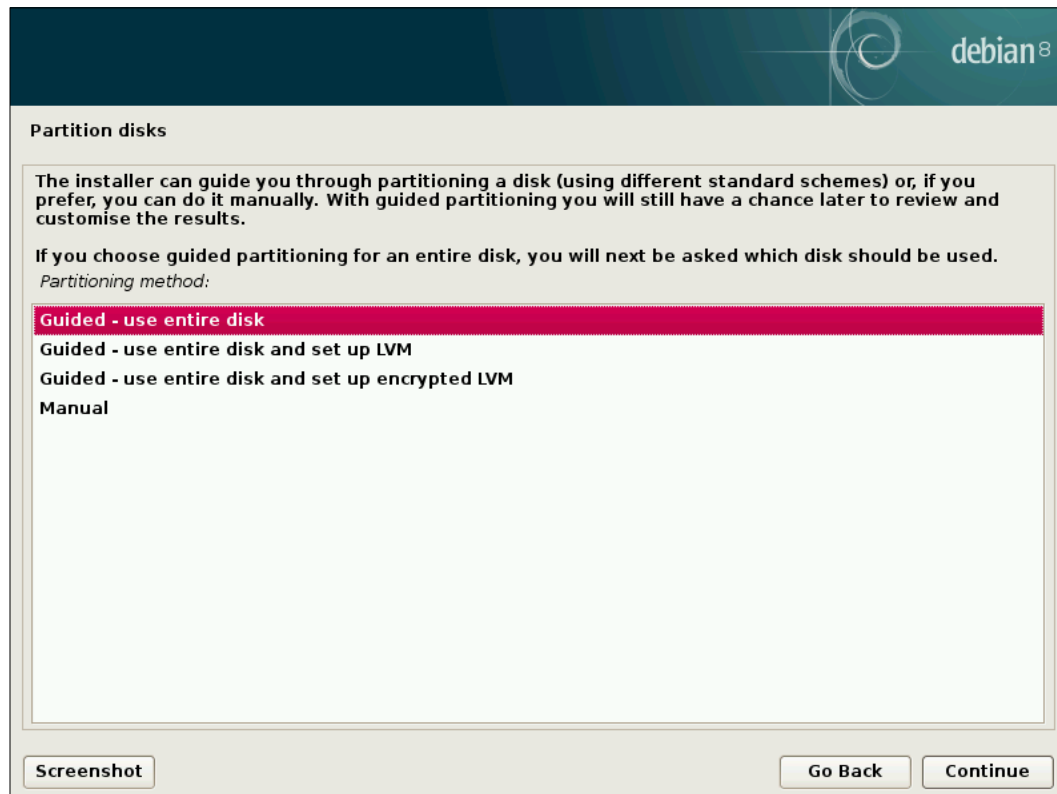 debian 8
Partition disks
The installer can guide you through partitioning a disk (using different standard schemes) or, if you
prefer, you can do it manually. With guided partitioning you will still have a chance later to review and
customise the results.
If you choose guided partitioning for an entire disk, you will next be asked which disk should be used.
Partitioning method:
Guided - use entire disk
Guided - use entire disk and set up LVM
Guided - use entire disk and set up encrypted LVM
Manual
Screenshot
Go Back
Continue